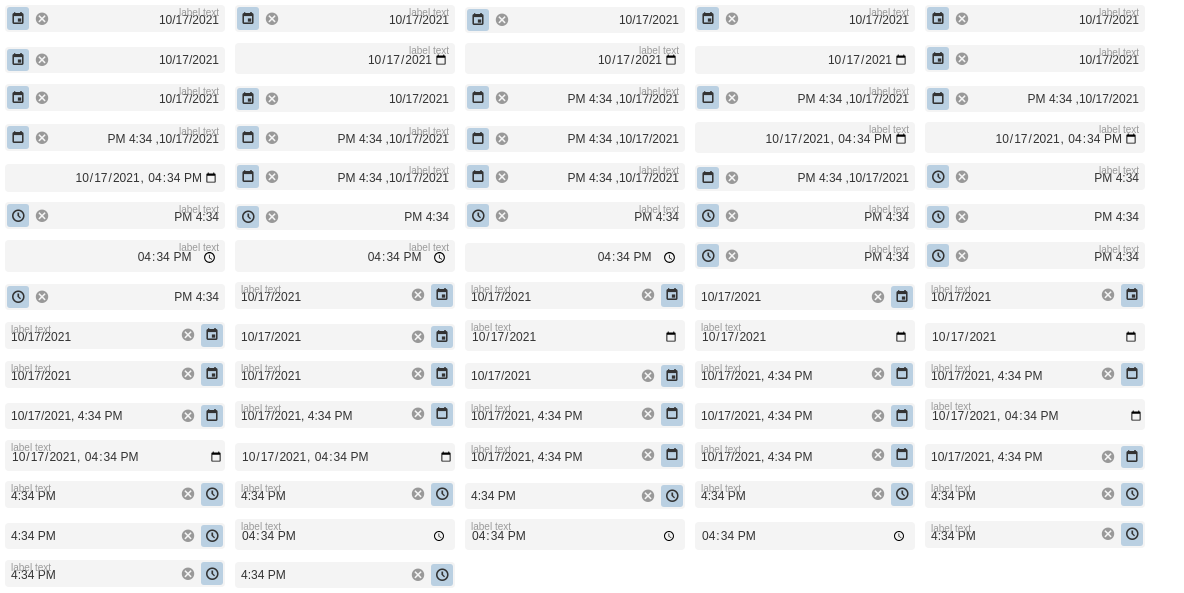 label text
10/17/2021
label text
10/17/2021
10/17/2021
label text
10/17/2021
label text
10/17/2021
10/17/2021
label text
10/17/2021
label text
10/17/2021
10/17/2021
label text
10/17/2021
label text
10/17/2021
10/17/2021
label text
PM 4:34 ,10/17/2021
label text
PM 4:34 ,10/17/2021
PM 4:34 ,10/17/2021
label text
PM 4:34 ,10/17/2021
label text
PM 4:34 ,10/17/2021
PM 4:34 ,10/17/2021
label text
10/17/2021, 04:34 PM
label text
10/17/2021, 04:34 PM
10/17/2021, 04:34 PM
label text
PM 4:34 ,10/17/2021
label text
PM 4:34 ,10/17/2021
PM 4:34 ,10/17/2021
label text
PM 4:34
label text
PM 4:34
PM 4:34
label text
PM 4:34
label text
PM 4:34
PM 4:34
label text
04:34 PM
label text
04:34 PM
04:34 PM
label text
PM 4:34
label text
PM 4:34
PM 4:34
label text
10/17/2021
label text
10/17/2021
10/17/2021
label text
10/17/2021
label text
10/17/2021
10/17/2021
label text
10/17/2021
label text
10/17/2021
10/17/2021
label text
10/17/2021
label text
10/17/2021
10/17/2021
label text
10/17/2021, 4:34 PM
label text
10/17/2021, 4:34 PM
10/17/2021, 4:34 PM
label text
10/17/2021, 4:34 PM
label text
10/17/2021, 4:34 PM
10/17/2021, 4:34 PM
label text
10/17/2021, 04:34 PM
label text
10/17/2021, 04:34 PM
10/17/2021, 04:34 PM
label text
10/17/2021, 4:34 PM
label text
10/17/2021, 4:34 PM
10/17/2021, 4:34 PM
label text
4:34 PM
label text
4:34 PM
4:34 PM
label text
4:34 PM
label text
4:34 PM
4:34 PM
label text
04:34 PM
label text
04:34 PM
04:34 PM
label text
4:34 PM
label text
4:34 PM
4:34 PM